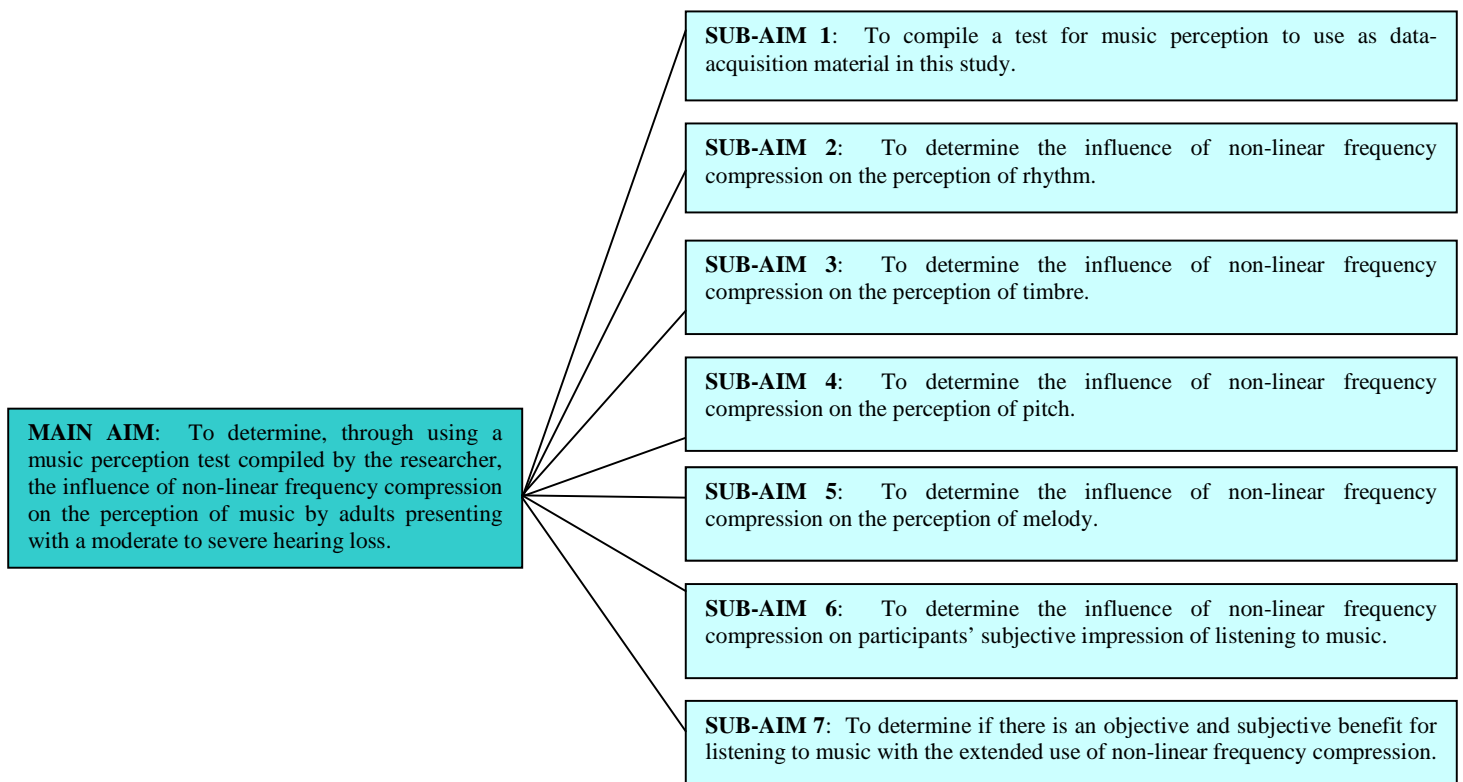 SUB-AIM 1: To compile a test for music perception to use as data-
acquisition material in this study.
SUB-AIM 2: To determine the influence of non-linear frequency
compression on the perception of rhythm.
SUB-AIM 3: To determine the influence of non-linear frequency
compression on the perception of timbre.
SUB-AIM 4: To determine the influence of non-linear frequency
compression on the perception of pitch.
MAIN AIM: To determine, through using a
music perception test compiled by the researcher,
the influence of non-linear frequency compression
on the perception of music by adults presenting
with a moderate to severe hearing loss.
SUB-AIM 5: To determine the influence of non-linear frequency
compression on the perception of melody.
SUB-AIM 6: To determine the influence of non-linear frequency
compression on participants’ subjective impression of listening to music.
SUB-AIM 7: To determine if there is an objective and subjective benefit for
listening to music with the extended use of non-linear frequency compression.